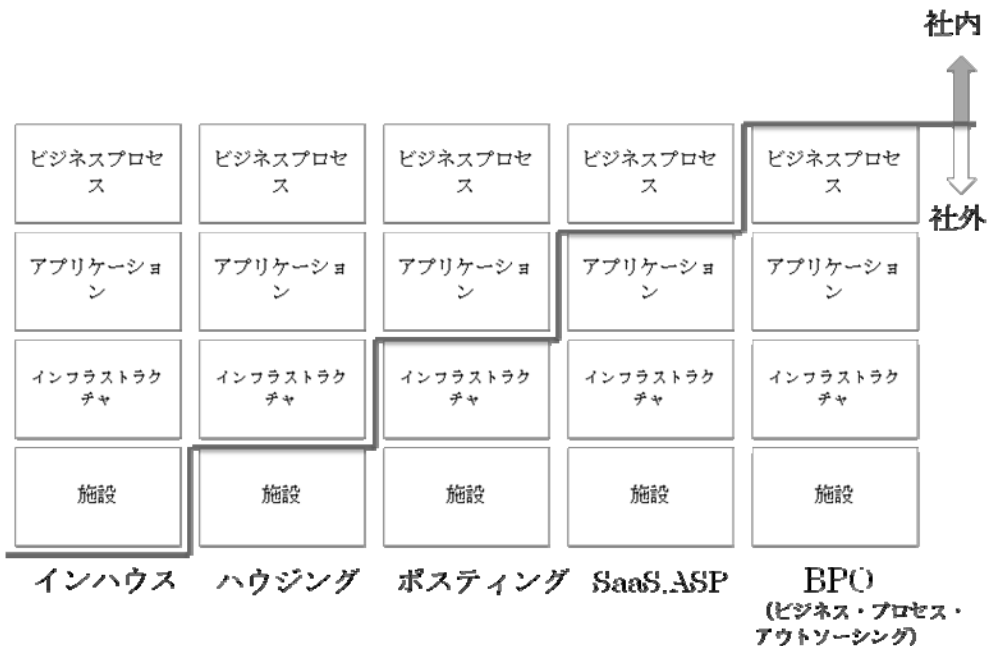 社内
ビジネスプロセ
ス
ビジネスプロセ
ス
ビジネスプロセ
ス
ビジネスプロセ
ス
ビジネスプロセ
ス
社外
アプリケーショ
ン
アプリケーショ
ン
アプリケーショ
ン
アプリケーショ
ン
アプリケーショ
ン
インフラストラク
チャ
インフラストラク
チャ
インフラストラク
チャ
インフラストラク
チャ
インフラストラク
チャ
施設
施設
施設
施設
施設
インハウス
ハウジング
ポスティング
SaaS,ASP
BPO
(ビジネス・プロセス・
アウトソーシング)